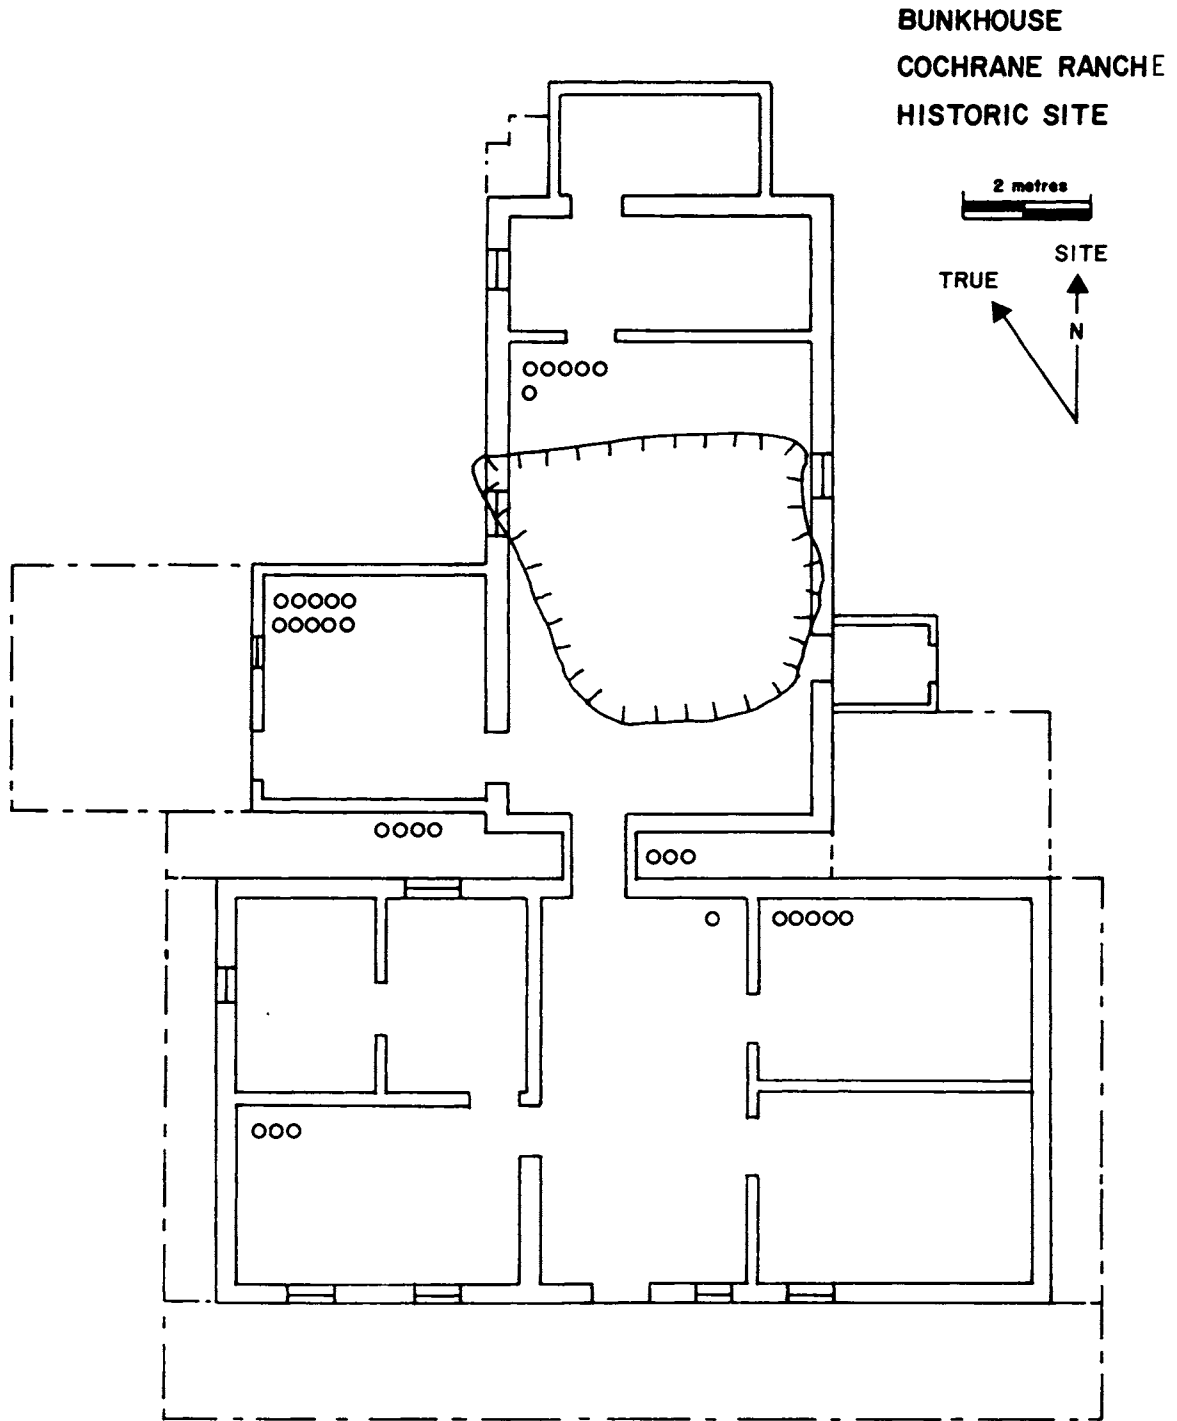 BUNKHOUSE
COCHRANE RANCHE
HISTORIC SITE
2 metres
SITE
TRUE
N